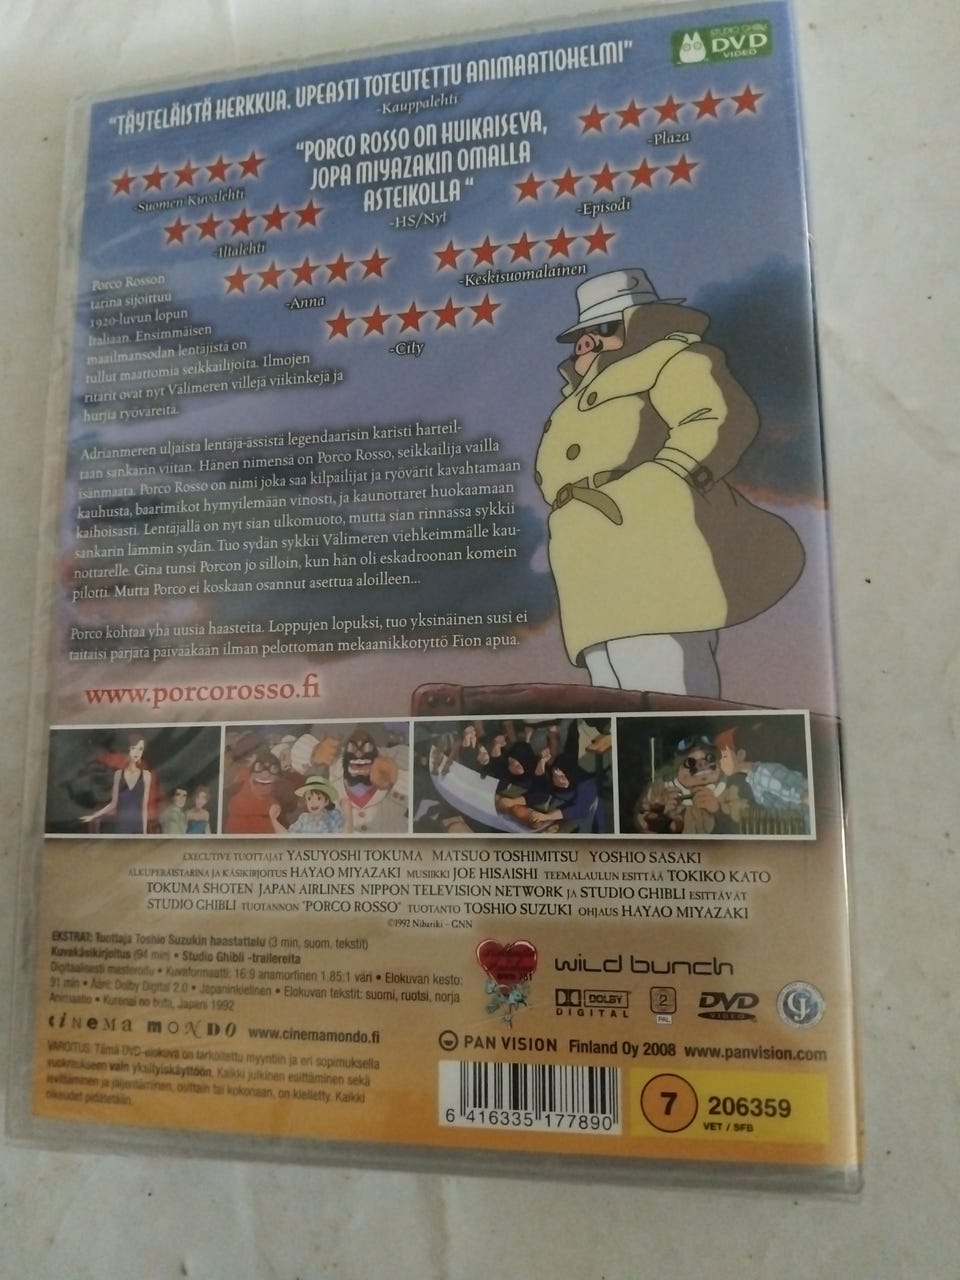 STUDIO GHIBLI
DVD
VIDEO
"TÄYTELÄISTÄ HERKKUA. UPEASTI TOTEUTETTU ANIMAATIOHELMI"
-Kauppalehti
"PORCO ROSSO ON HUIKAISEVA,
JOPA MIYAZAKIN OMALLA
ASTEIKOLLA "
-HS/Nyt
-Plaza
-Suomen Kuvalehti
-Episodi
-Iltalehti
-Keskisuomalainen
-Anna
-City
Porco Rosson
tarina sijoittuu
1920-luvun lopun
Italiaan. Ensimmäisen
maailmansodan lentäjistä on
tullut maattomia seikkailijoita. Ilmojen
ritarit ovat nyt Välimeren villejä viikinkejä ja
hurjia ryöväreitä.
Adrianmeren uljaista lentäjä-ässistä legendaarisin karisti harteil-
taan sankarin viitan. Hänen nimensä on Porco Rosso, seikkailija vailla
isänmaata. Porco Rosso on nimi joka saa kilpailijat ja ryövärit kavahtamaan
kauhusta, baarimikot hymyilemään vinosti, ja kaunottaret huokaamaan
kaihoisasti. Lentäjällä on nyt sian ulkomuoto, mutta sian rinnassa sykkii
sankarin lämmin sydän. Tuo sydän sykkii Välimeren viehkeimmälle kau-
nottarelle. Gina tunsi Porcon jo silloin, kun hän oli eskadroonan komein
pilotti. Mutta Porco ei koskaan osannut asettua aloilleen...
Porco kohtaa yhä uusia haasteita. Loppujen lopuksi, tuo yksinäinen susi ei
taitaisi pärjätä päivääkään ilman pelottoman mekaanikkotyttö Fion apua.
www.porcorosso.fi
EXECUTIVE TUOTTAJAT YASUYOSHI TOKUMA MATSUO TOSHIMITSU YOSHIO SASAKI
ALKUPERÄISTARINA JA KÄSIKIRJOITUS HAYAO MIYAZAKI MUSIIKKI JOE HISAISHI TEEMALAULUN ESITTÄÄ TOKIKO KATO
TOKUMA SHOTEN JAPAN AIRLINES NIPPON TELEVISION NETWORK JA STUDIO GHIBLI ESITTÄVÄT
STUDIO GHIBLI TUOTANNON "PORCO ROSSO" TUOTANTO TOSHIO SUZUKI OHJAUS HAYAO MIYAZAKI
©1992 Nibariki - GNN
EKSTRAT: Tuottaja Toshio Suzukin haastattelu (3 min, suom. tekstit)
Kuvakäsikirjoitus (94 min) • Studio Ghibli -trailereita
Digitaalisesti masteroitu • Kuvaformaatti: 16:9 anamorfinen 1.85:1 väri • Elokuvan kesto:
91 min • Ääni: Dolby Digital 2.0 • Japaninkielinen • Elokuvan tekstit: suomi, ruotsi, norja
Animaatio • Kurenai no buta, Japani 1992
wild bunch
DOLBY
DIGITAL
2
PAL
DVD
VIDEO
CINEMA MONDO www.cinemamondo.fi
PAN VISION Finland Oy 2008 www.panvision.com
VAROITUS: Tämä DVD-elokuva on tarkoitettu myyntiin ja eri sopimuksella
vuokraukseen vain yksityiskäyttöön. Kaikki julkinen esittäminen sekä
levittäminen ja jäljentäminen, osittain tai kokonaan, on kielletty. Kaikki
oikeudet pidätetään.
6 416335 177890
7 206359
VET / SFB